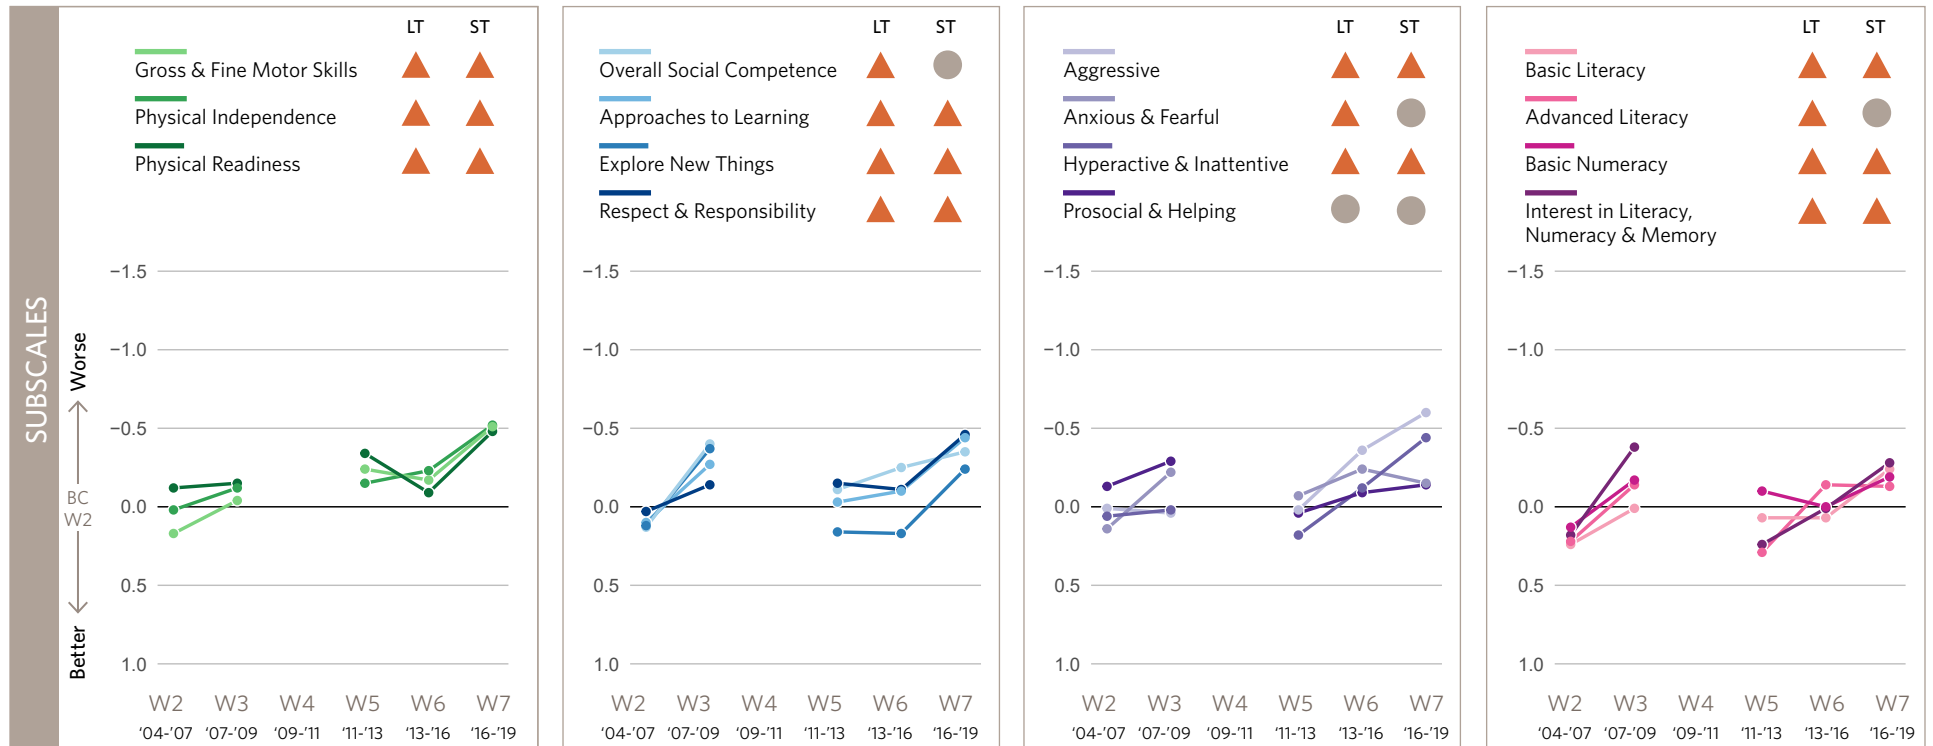 SUBSCALES
Worse
BC
W2
Better
LT ST
Gross & Fine Motor Skills
Physical Independence
Physical Readiness
−1.5
−1.0
−0.5
0.0
0.5
1.0
W2 W3 W4 W5 W6 W7
‘04-’07 ‘07-’09 ‘09-’11 ‘11-’13 ‘13-’16 ‘16-’19
LT ST
Overall Social Competence
Approaches to Learning
Explore New Things
Respect & Responsibility
−1.5
−1.0
−0.5
0.0
0.5
1.0
W2 W3 W4 W5 W6 W7
‘04-’07 ‘07-’09 ‘09-’11 ‘11-’13 ‘13-’16 ‘16-’19
LT ST
Aggressive
Anxious & Fearful
Hyperactive & Inattentive
Prosocial & Helping
−1.5
−1.0
−0.5
0.0
0.5
1.0
W2 W3 W4 W5 W6 W7
‘04-’07 ‘07-’09 ‘09-’11 ‘11-’13 ‘13-’16 ‘16-’19
LT ST
Basic Literacy
Advanced Literacy
Basic Numeracy
Interest in Literacy,
Numeracy & Memory
−1.5
−1.0
−0.5
0.0
0.5
1.0
W2 W3 W4 W5 W6 W7
‘04-’07 ‘07-’09 ‘09-’11 ‘11-’13 ‘13-’16 ‘16-’19